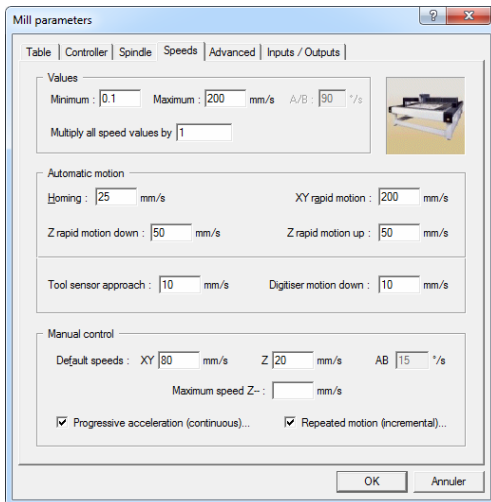 Mill parameters
Table Controller Spindle Speeds Advanced Inputs / Outputs
Values
Minimum : 0.1 Maximum : 200 mm/s A/B : 90 °/s
Multiply all speed values by 1
Automatic motion
Homing : 25 mm/s XY rapid motion : 200 mm/s
Z rapid motion down : 50 mm/s Z rapid motion up : 50 mm/s
Tool sensor approach : 10 mm/s Digitiser motion down : 10 mm/s
Manual control
Default speeds : XY 80 mm/s Z 20 mm/s AB 15 °/s
Maximum speed Z-- : mm/s
Progressive acceleration (continuous)... Repeated motion (incremental)...
OK Annuler